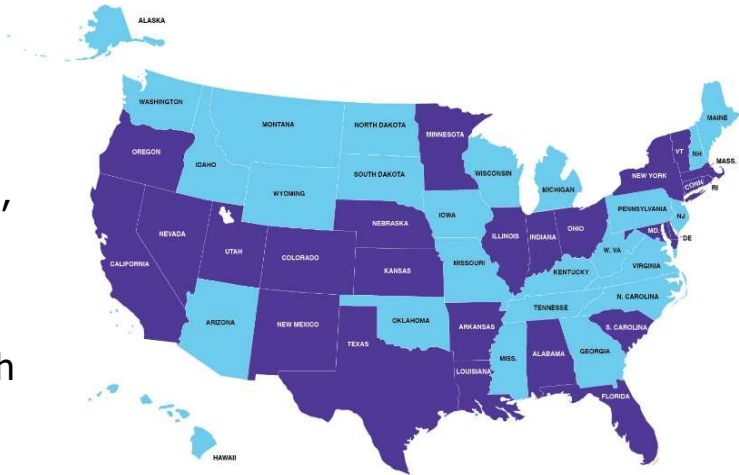 ALASKA
WASHINGTON
MONTANA
NORTH DAKOTA
MINNESOTA
MAINE
OREGON
IDAHO
WYOMING
SOUTH DAKOTA
WISCONSIN
MICHIGAN
NEW YORK
VT
NH
MASS.
CONN.
RI
,
NEVADA
UTAH
COLORADO
NEBRASKA
IOWA
ILLINOIS
INDIANA
OHIO
PENNSYLVANIA
NJ
MD.
DE
CALIFORNIA
KANSAS
MISSOURI
KENTUCKY
W. VA
VIRGINIA
ARIZONA
NEW MEXICO
OKLAHOMA
ARKANSAS
TENNESSEE
N. CAROLINA
S. CAROLINA
h
TEXAS
LOUISIANA
MISS.
ALABAMA
GEORGIA
FLORIDA
HAWAII